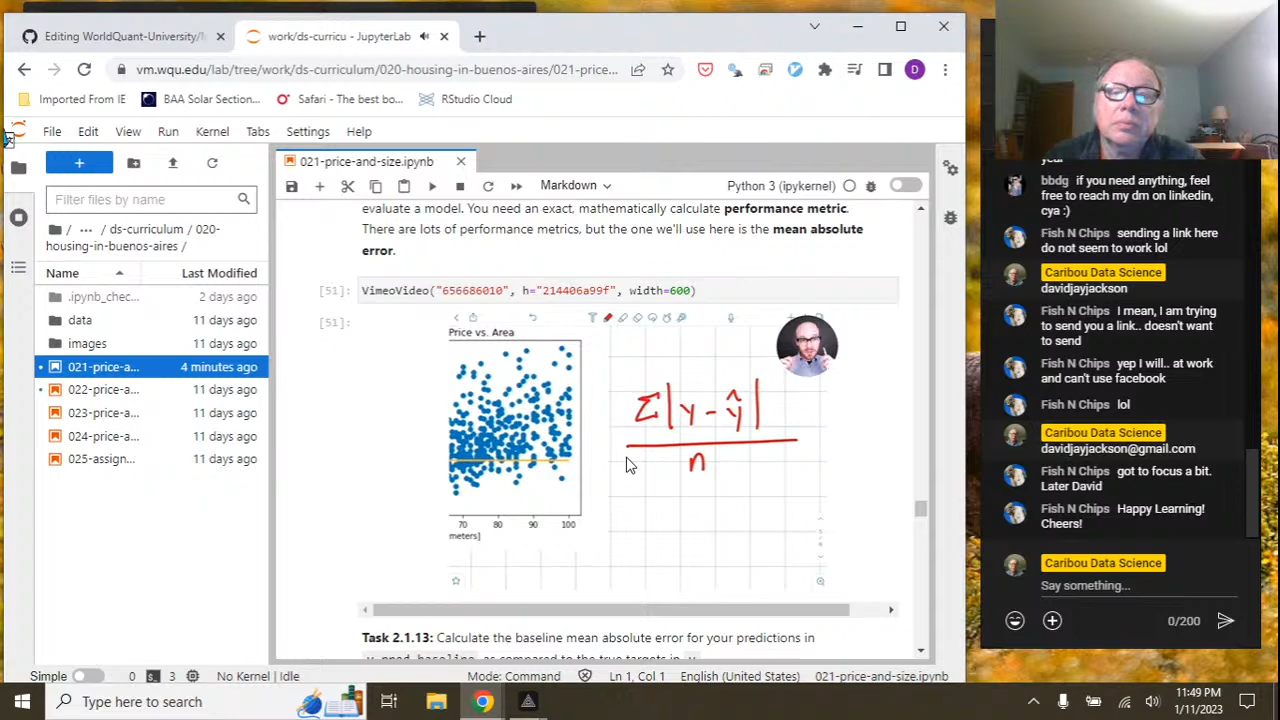 Editing WorldQuant-University/
work/ds-curricu - JupyterLab
vm.wqu.edu/lab/tree/work/ds-curriculum/020-housing-in-buenos-aires/021-price...
D
Imported From IE
BAA Solar Section...
Safari - The best bo...
RStudio Cloud
File Edit View Run Kernel Tabs Settings Help
021-price-and-size.ipynb
Markdown
Python 3 (ipykernel)
Filter files by name
/ ··· / ds-curriculum / 020-
housing-in-buenos-aires /
Name Last Modified
.ipynb_chec... 2 days ago
data 11 days ago
images 11 days ago
021-price-a... 4 minutes ago
022-price-a... 11 days ago
023-price-a... 11 days ago
024-price-a... 11 days ago
025-assign... 11 days ago
evaluate a model. You need an exact, mathematically calculate performance metric.
There are lots of performance metrics, but the one we'll use here is the mean absolute
error.
[51]: VimeoVideo("656686010", h="214406a99f", width=600)
[51]:
Price vs. Area
70 80 90 100
meters]
Σ|y - ŷ|
n
Task 2.1.13: Calculate the baseline mean absolute error for your predictions in
y_pred_baseline as compared to the true targets in y.
Simple 0 3 No Kernel | Idle Mode: Command Ln 1, Col 1 English (United States) 021-price-and-size.ipynb
year
bbdg if you need anything, feel
free to reach my dm on linkedin,
cya :)
Fish N Chips sending a link here
do not seem to work lol
Caribou Data Science
davidjayjackson
Fish N Chips I mean, I am trying
to send you a link.. doesn't want
to send
Fish N Chips yep I will.. at work
and can't use facebook
Fish N Chips lol
Caribou Data Science
davidjayjackson@gmail.com
Fish N Chips got to focus a bit.
Later David
Fish N Chips Happy Learning!
Cheers!
Caribou Data Science
Say something...
0/200
Type here to search
11:49 PM
1/11/2023